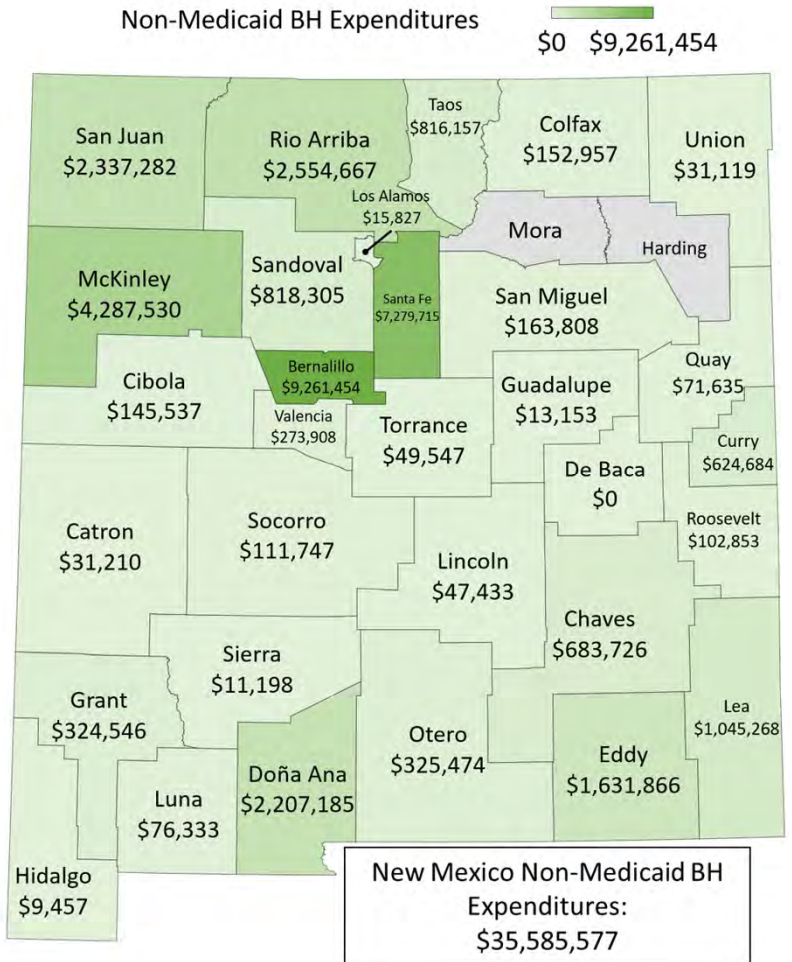 Non-Medicaid BH Expenditures
$0 $9,261,454
San Juan
$2,337,282
Rio Arriba
$2,554,667
Taos
$816,157
Colfax
$152,957
Union
$31,119
Los Alamos
$15,827
Mora
Harding
McKinley
$4,287,530
Sandoval
$818,305
Santa Fe
$7,279,715
San Miguel
$163,808
Cibola
$145,537
Bernalillo
$9,261,454
Valencia
$273,908
Torrance
$49,547
Guadalupe
$13,153
Quay
$71,635
Curry
$624,684
De Baca
$0
Roosevelt
$102,853
Catron
$31,210
Socorro
$111,747
Lincoln
$47,433
Chaves
$683,726
Sierra
$11,198
Grant
$324,546
Otero
$325,474
Lea
$1,045,268
Eddy
$1,631,866
Doña Ana
$2,207,185
Luna
$76,333
Hidalgo
$9,457
New Mexico Non-Medicaid BH
Expenditures:
$35,585,577